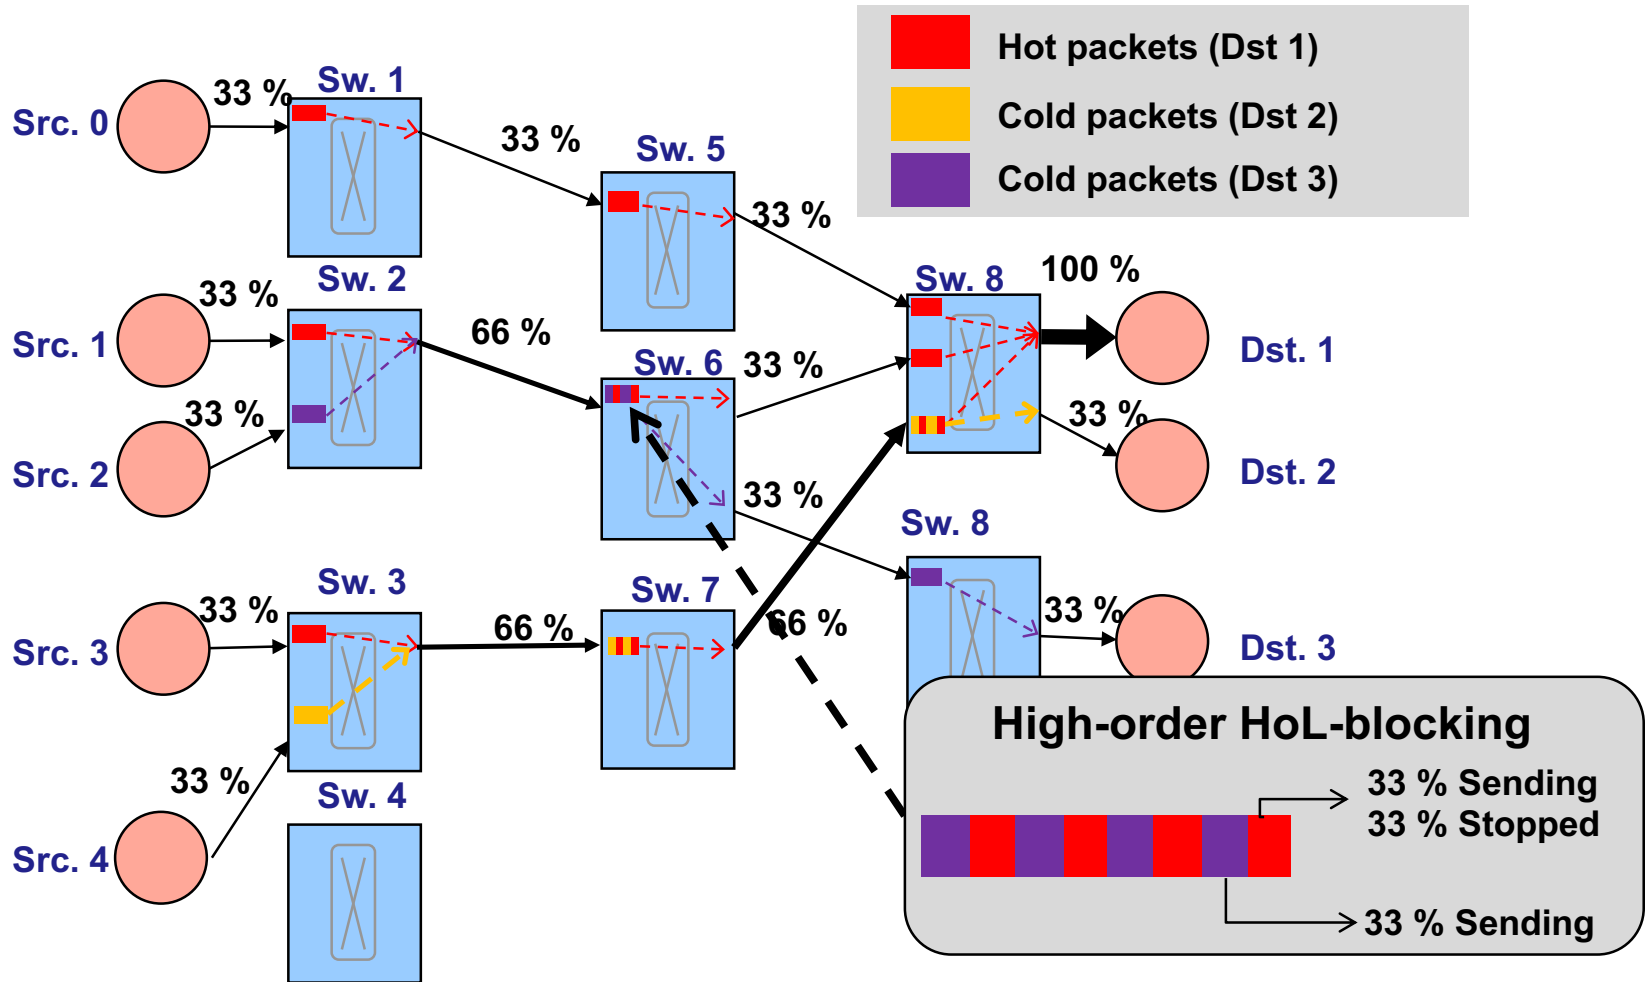 Hot packets (Dst 1)
Cold packets (Dst 2)
Cold packets (Dst 3)
Src. 0
33 %
Sw. 1
33 %
Sw. 5
33 %
Src. 1
33 %
Sw. 2
66 %
Src. 2
33 %
Sw. 6
33 %
33 %
Sw. 8
100 %
Dst. 1
33 %
Dst. 2
Sw. 8
33 %
Dst. 3
Src. 3
33 %
Sw. 3
66 %
Sw. 7
66 %
Src. 4
33 %
Sw. 4
High-order HoL-blocking
33 % Sending
33 % Stopped
33 % Sending